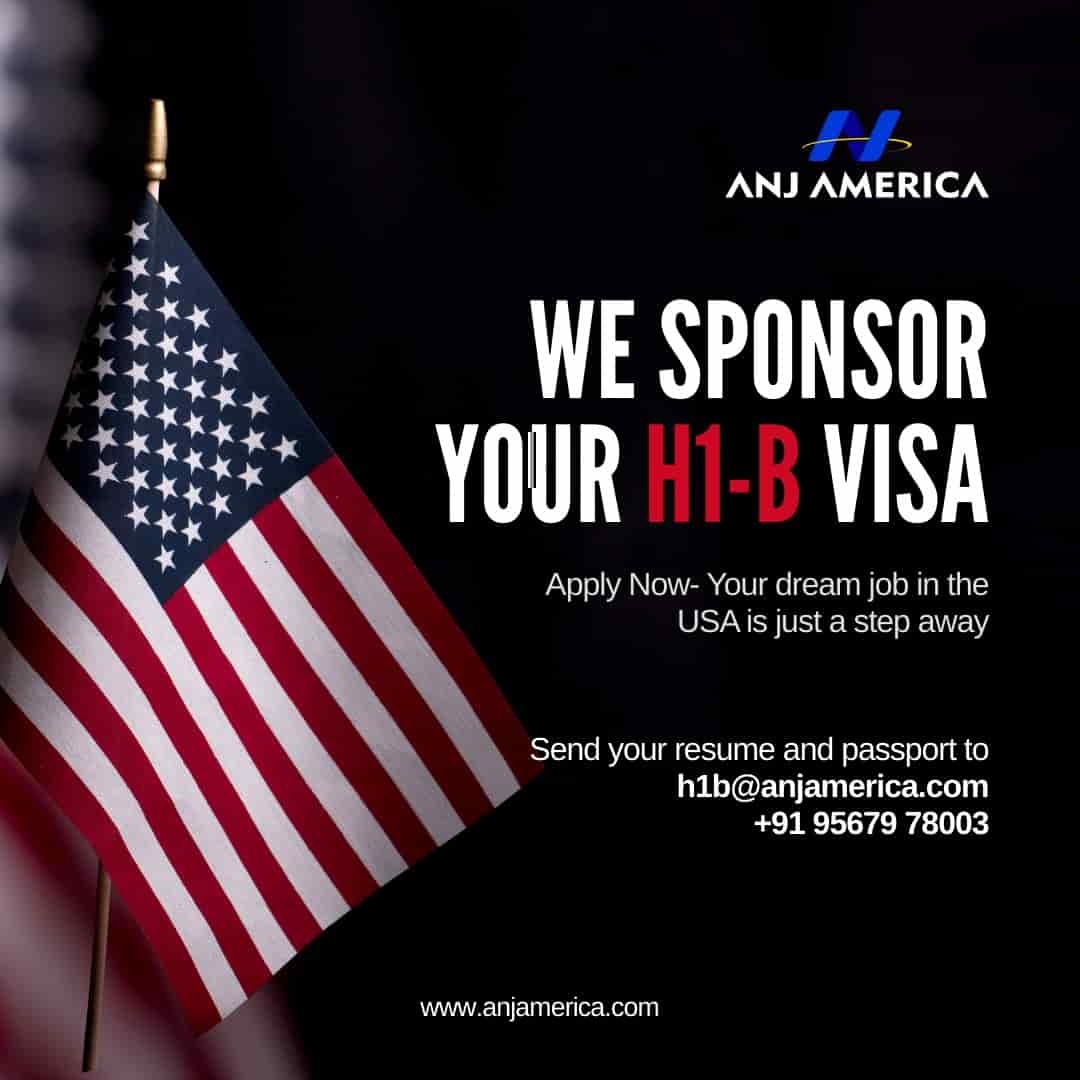 ANJ AMERICA
WE SPONSOR
YOUR H1-B VISA
Apply Now- Your dream job in the
USA is just a step away
Send your resume and passport to
h1b@anjamerica.com
+91 95679 78003
www.anjamerica.com